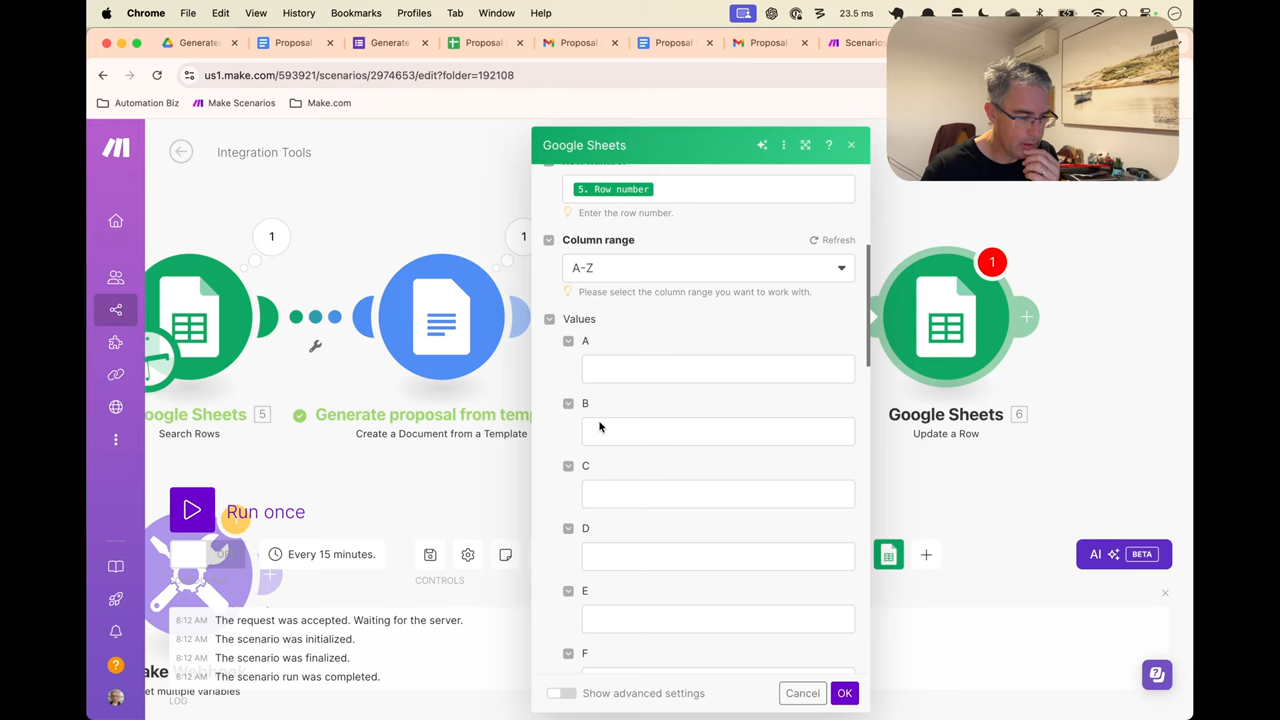 Chrome File Edit View History Bookmarks Profiles Tab Window Help 23.5 ms
Generate Proposal Generate Proposal Proposal Proposal Proposal Scenario
us1.make.com/593921/scenarios/2974653/edit?folder=192108
Automation Biz Make Scenarios Make.com
Integration Tools
Google Sheets
5. Row number
Enter the row number.
Column range Refresh
A-Z
Please select the column range you want to work with.
Values
A
B
C
D
E
F
Show advanced settings Cancel OK
1
1
1
oogle Sheets 5
Search Rows
Generate proposal from tem
Create a Document from a Template
Google Sheets 6
Update a Row
Run once
Every 15 minutes.
CONTROLS
AI BETA
8:12 AM The request was accepted. Waiting for the server.
8:12 AM The scenario was initialized.
8:12 AM The scenario was finalized.
8:12 AM The scenario run was completed.
ake Webhook
et multiple variables
LOG